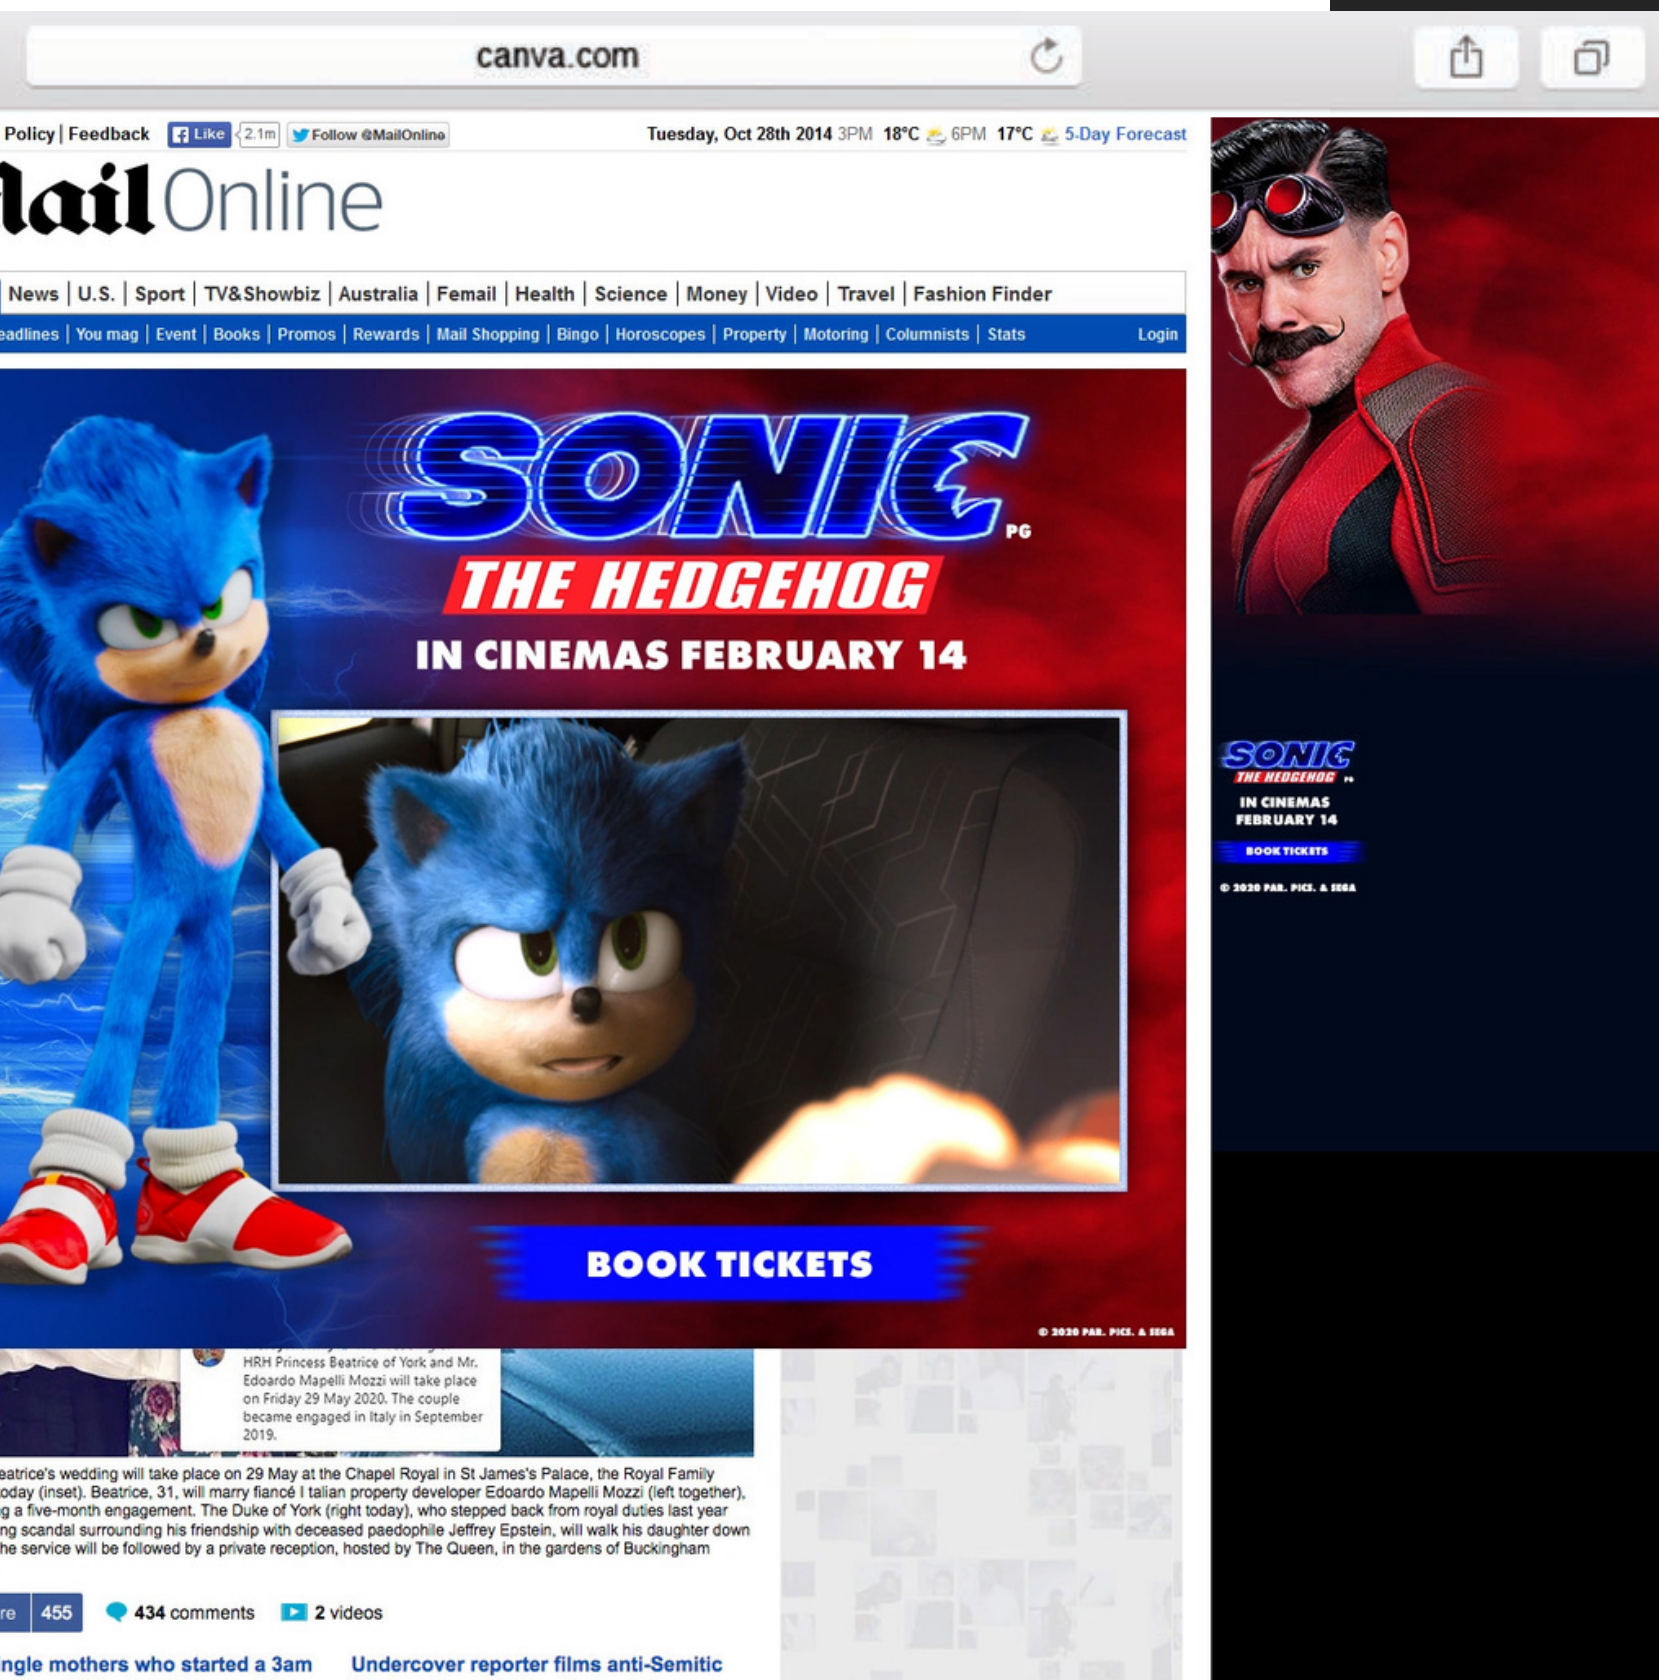 canva.com
Policy | Feedback Like 2.1m Follow @MailOnline Tuesday, Oct 28th 2014 3PM 18°C 6PM 17°C 5-Day Forecast
Online
News | U.S. | Sport | TV&Showbiz | Australia | Femail | Health | Science | Money | Video | Travel | Fashion Finder
eadlines | You mag | Event | Books | Promos | Rewards | Mail Shopping | Bingo | Horoscopes | Property | Motoring | Columnists | Stats Login
SONIC PG
THE HEDGEHOG
IN CINEMAS FEBRUARY 14
BOOK TICKETS
© 2020 PAR. PICS. & SEGA
SONIC
THE HEDGEHOG PG
IN CINEMAS
FEBRUARY 14
BOOK TICKETS
© 2020 PAR. PICS. & SEGA
HRH Princess Beatrice of York and Mr.
Edoardo Mapelli Mozzi will take place
on Friday 29 May 2020. The couple
became engaged in Italy in September
2019.
eatrice's wedding will take place on 29 May at the Chapel Royal in St James's Palace, the Royal Family
oday (inset). Beatrice, 31, will marry fiancé I talian property developer Edoardo Mapelli Mozzi (left together),
g a five-month engagement. The Duke of York (right today), who stepped back from royal duties last year
ng scandal surrounding his friendship with deceased paedophile Jeffrey Epstein, will walk his daughter down
he service will be followed by a private reception, hosted by The Queen, in the gardens of Buckingham
re 455 434 comments 2 videos
ngle mothers who started a 3am Undercover reporter films anti-Semitic